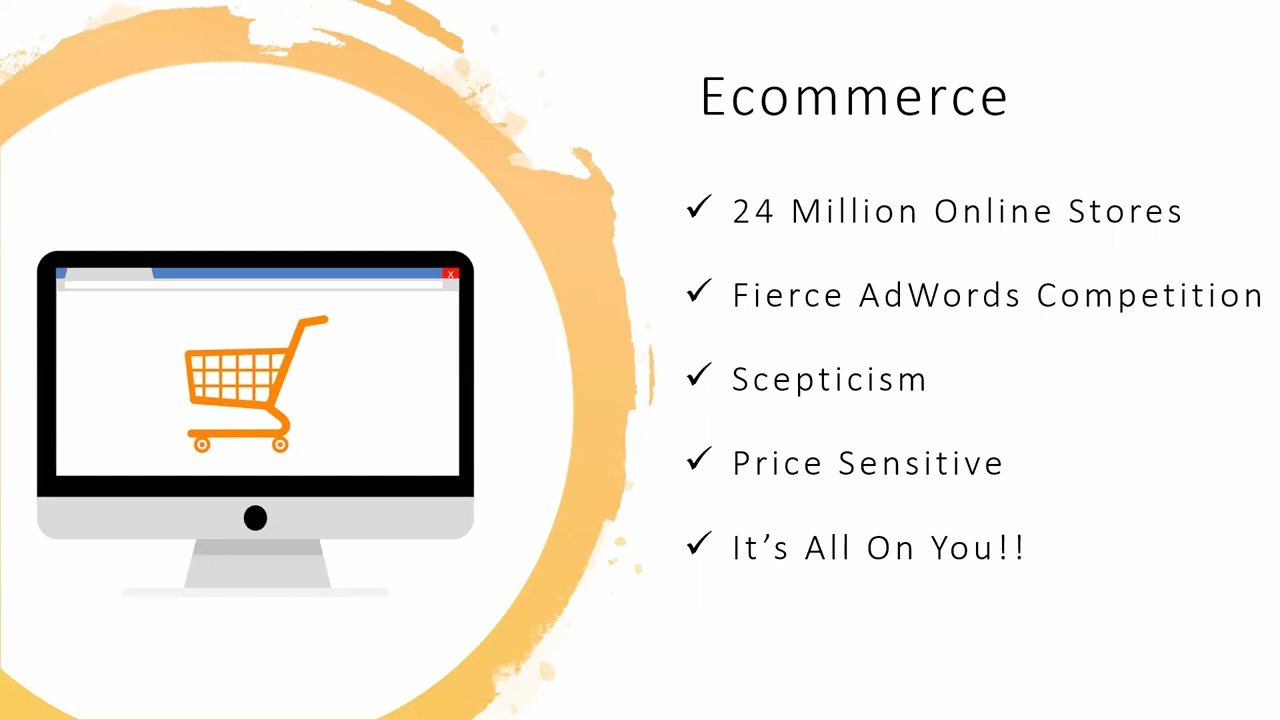 Ecommerce
✓ 24 Million Online Stores
✓ Fierce AdWords Competition
✓ Scepticism
✓ Price Sensitive
✓ It’s All On You!!
X